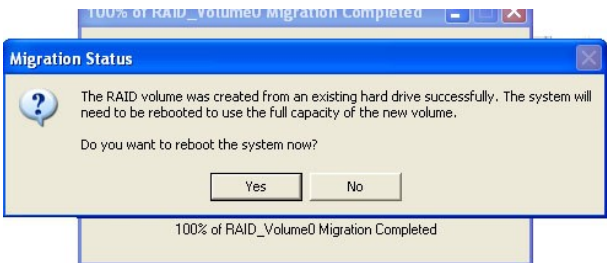 100% of RAID_Volume0 Migration Completed
Migration Status
The RAID volume was created from an existing hard drive successfully. The system will
need to be rebooted to use the full capacity of the new volume.
Do you want to reboot the system now?
Yes
No
100% of RAID_Volume0 Migration Completed